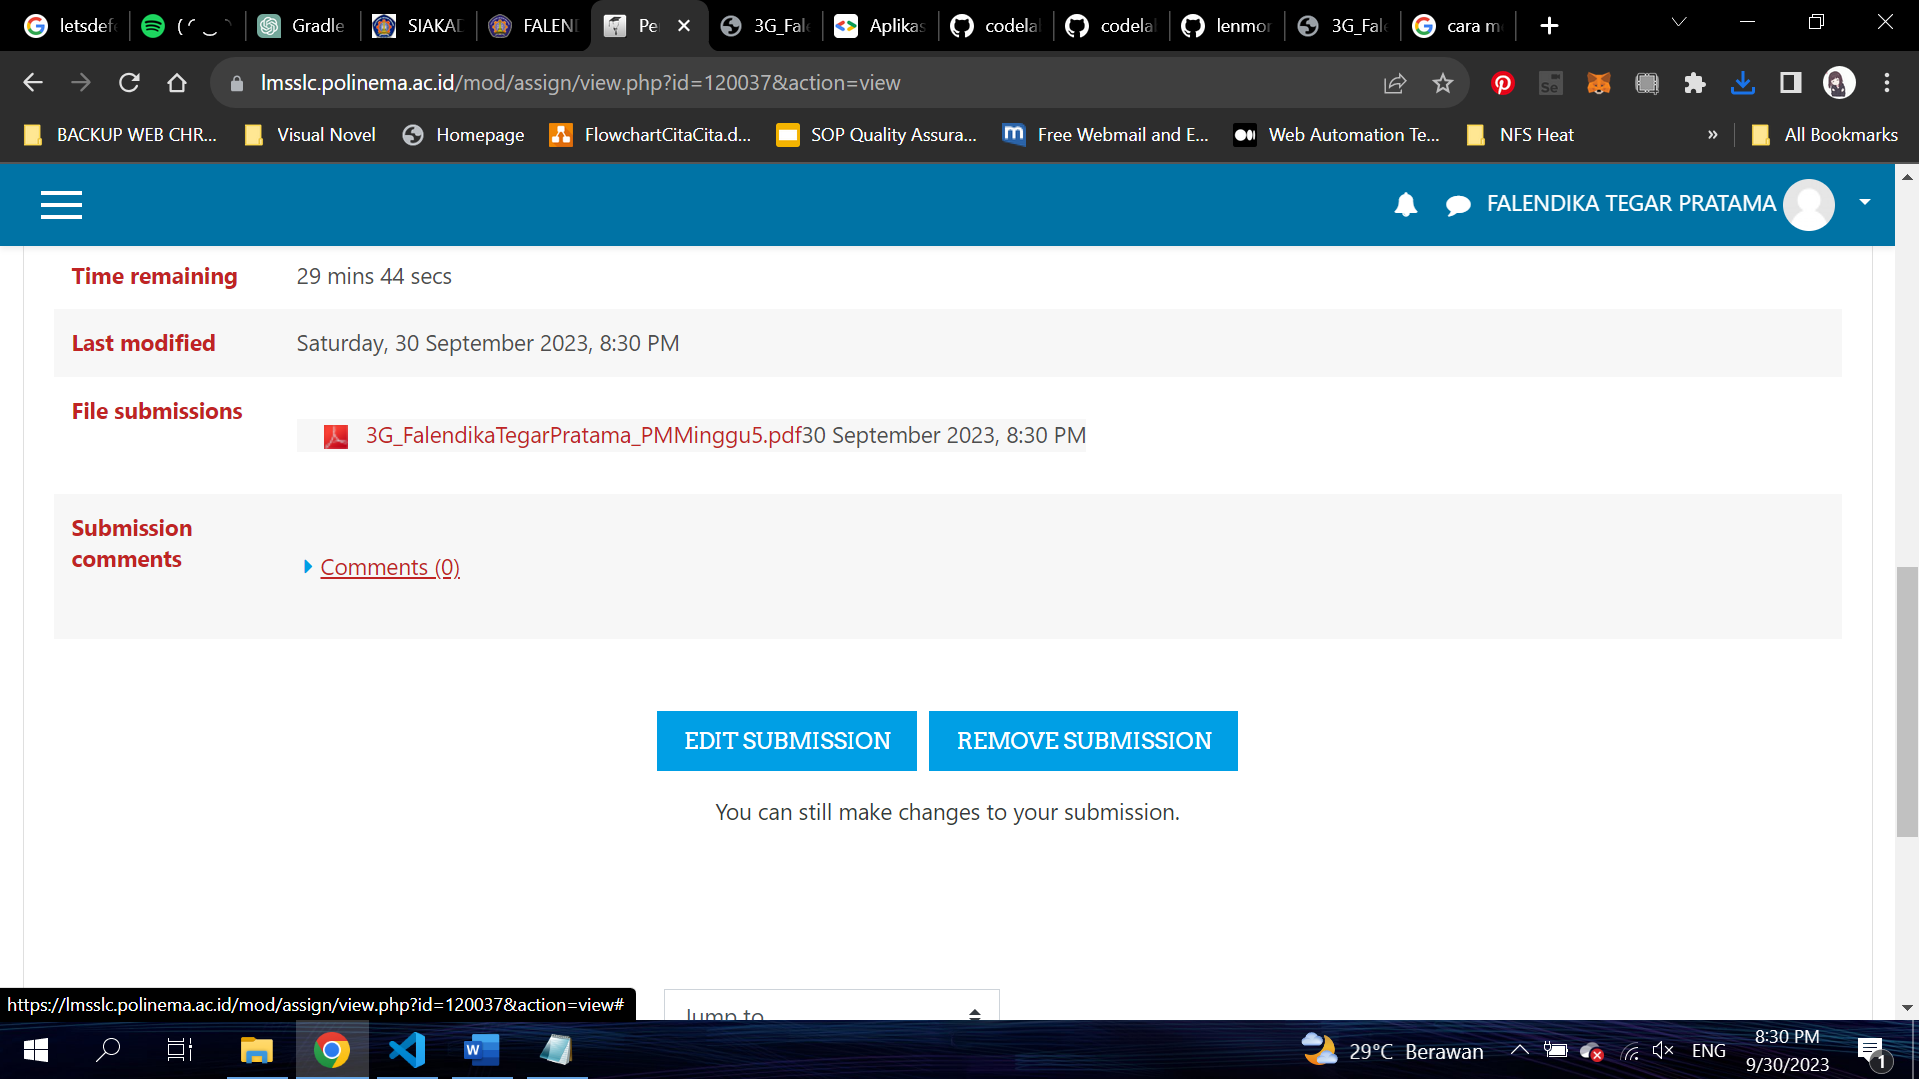 letsdef
Gradle
SIAKAD
FALEND
Pe
3G_Fale
Aplikas
codelal
codelal
lenmor
3G_Fale
cara m
lmsslc.polinema.ac.id/mod/assign/view.php?id=120037&action=view
BACKUP WEB CHR...
Visual Novel
Homepage
FlowchartCitaCita.d...
SOP Quality Assura...
Free Webmail and E...
Web Automation Te...
NFS Heat
»
All Bookmarks
FALENDIKA TEGAR PRATAMA
Time remaining 29 mins 44 secs
Last modified Saturday, 30 September 2023, 8:30 PM
File submissions
3G_FalendikaTegarPratama_PMMinggu5.pdf30 September 2023, 8:30 PM
Submission
comments
Comments (0)
EDIT SUBMISSION
REMOVE SUBMISSION
You can still make changes to your submission.
Jump to...
https://lmsslc.polinema.ac.id/mod/assign/view.php?id=120037&action=view#
29°C Berawan
ENG
8:30 PM
9/30/2023
1